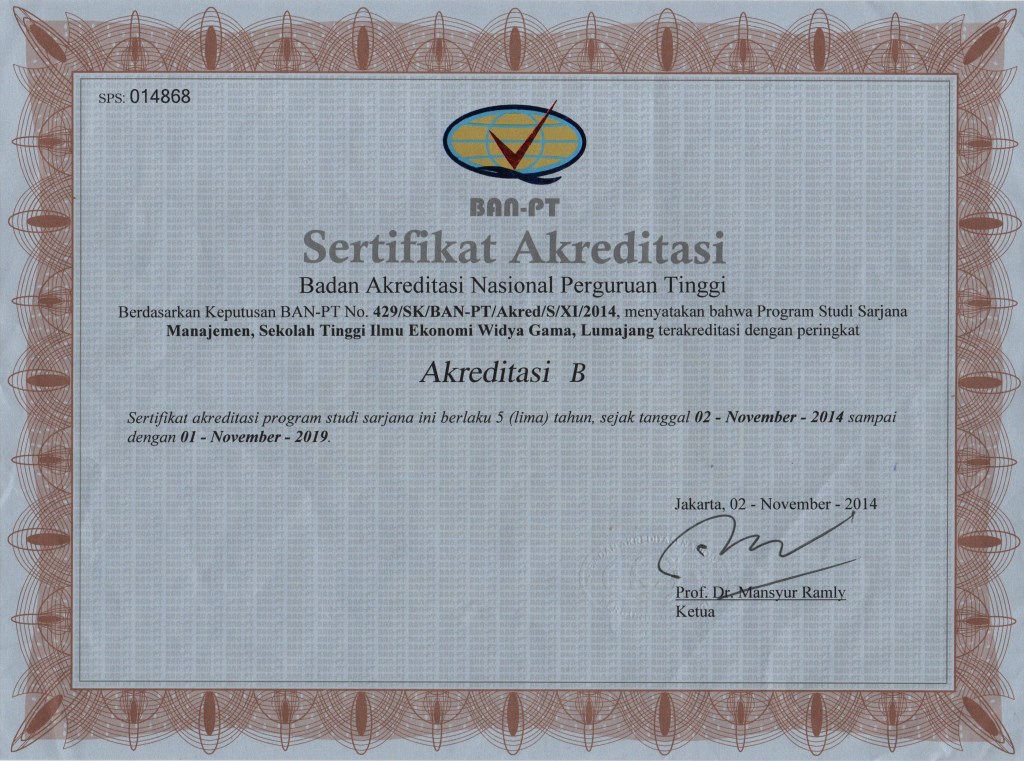 SPS: 014868
BAN-PT
Sertifikat Akreditasi
Badan Akreditasi Nasional Perguruan Tinggi
Berdasarkan Keputusan BAN-PT No. 429/SK/BAN-PT/Akred/S/XI/2014, menyatakan bahwa Program Studi Sarjana
Manajemen, Sekolah Tinggi Ilmu Ekonomi Widya Gama, Lumajang terakreditasi dengan peringkat
Akreditasi B
Sertifikat akreditasi program studi sarjana ini berlaku 5 (lima) tahun, sejak tanggal 02 - November - 2014 sampai
dengan 01 - November - 2019.
Jakarta, 02 - November - 2014
Prof. Dr. Mansyur Ramly
Ketua